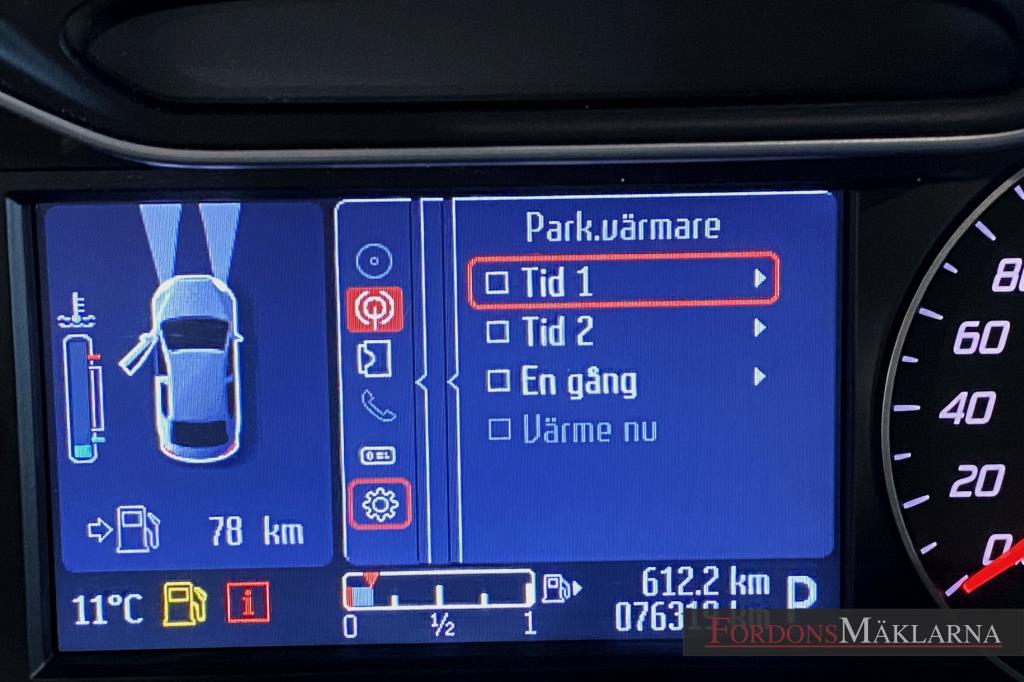 Park.värmare
Tid 1
Tid 2
En gång
Värme nu
78 km
11°C
i
0 ½ 1
612.2 km
km
P
80
60
40
20
0
FORDONSMÄKLARNA